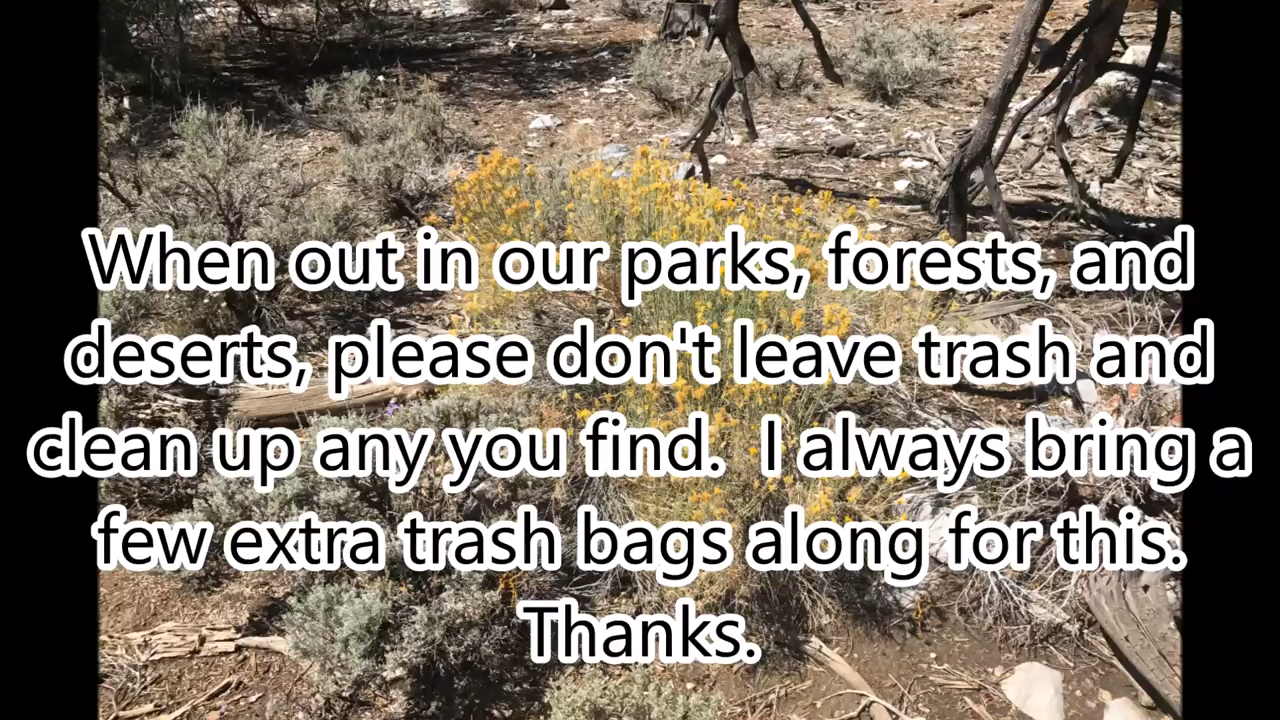 When out in our parks, forests, and
deserts, please don't leave trash and
clean up any you find.  I always bring a
few extra trash bags along for this.
Thanks.